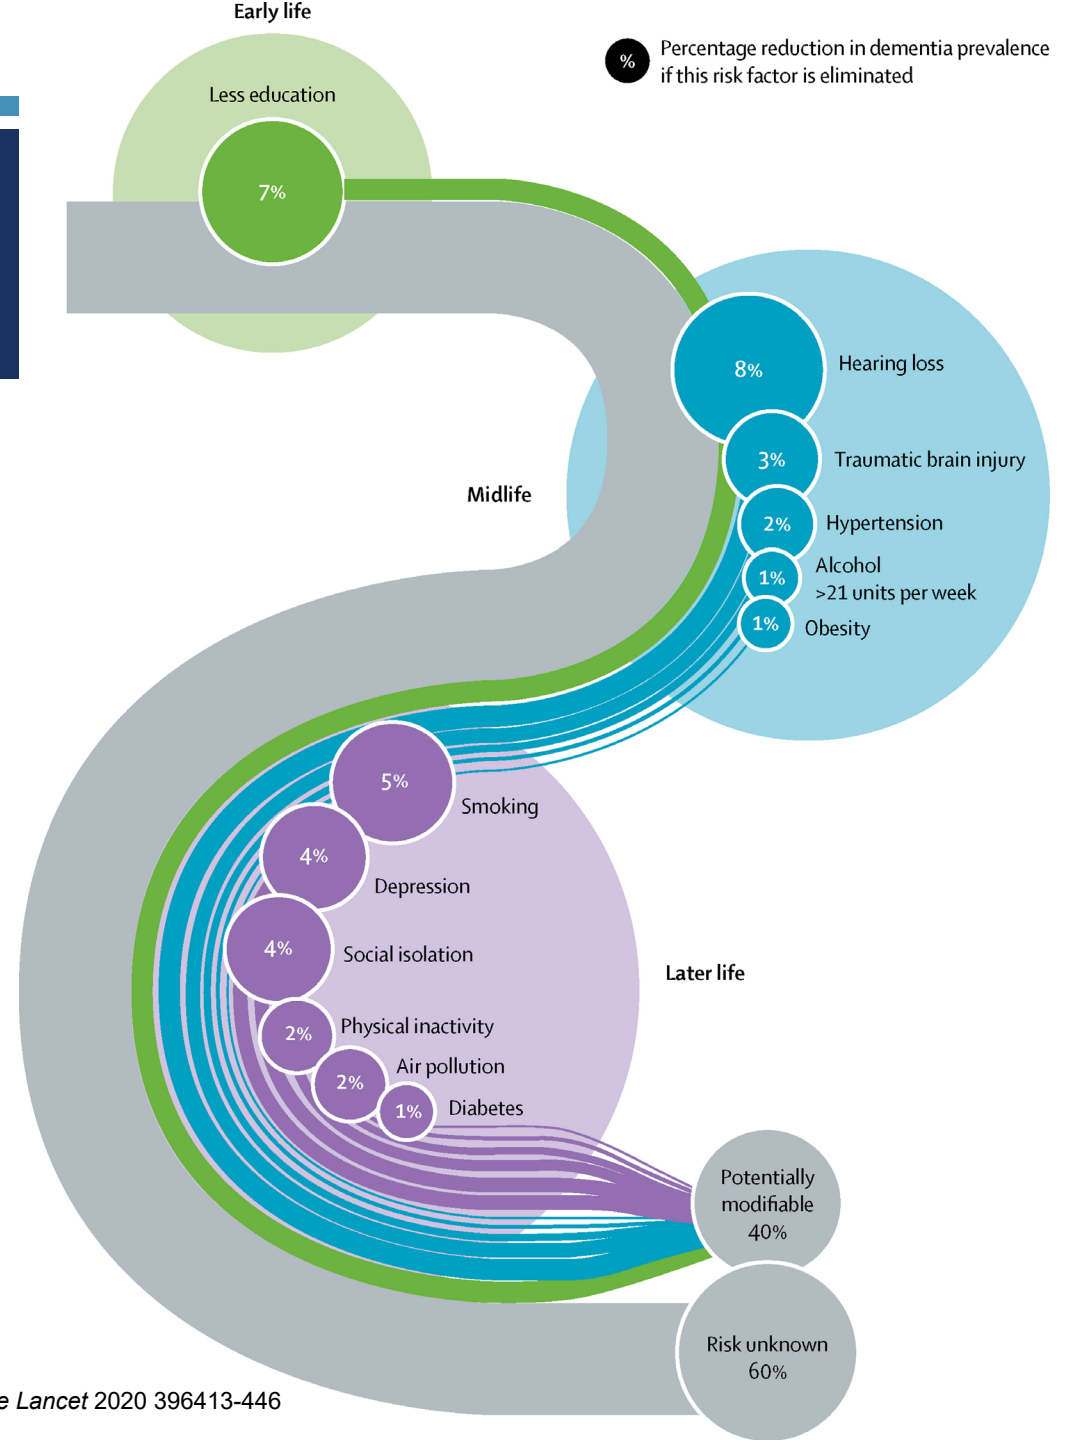 Early life
% Percentage reduction in dementia prevalence
if this risk factor is eliminated
Less education
7%
8% Hearing loss
3% Traumatic brain injury
Midlife
2% Hypertension
1% Alcohol
>21 units per week
1% Obesity
5% Smoking
4% Depression
4% Social isolation
Later life
2% Physical inactivity
2% Air pollution
1% Diabetes
Potentially
modifiable
40%
Risk unknown
60%
e Lancet 2020 396413-446